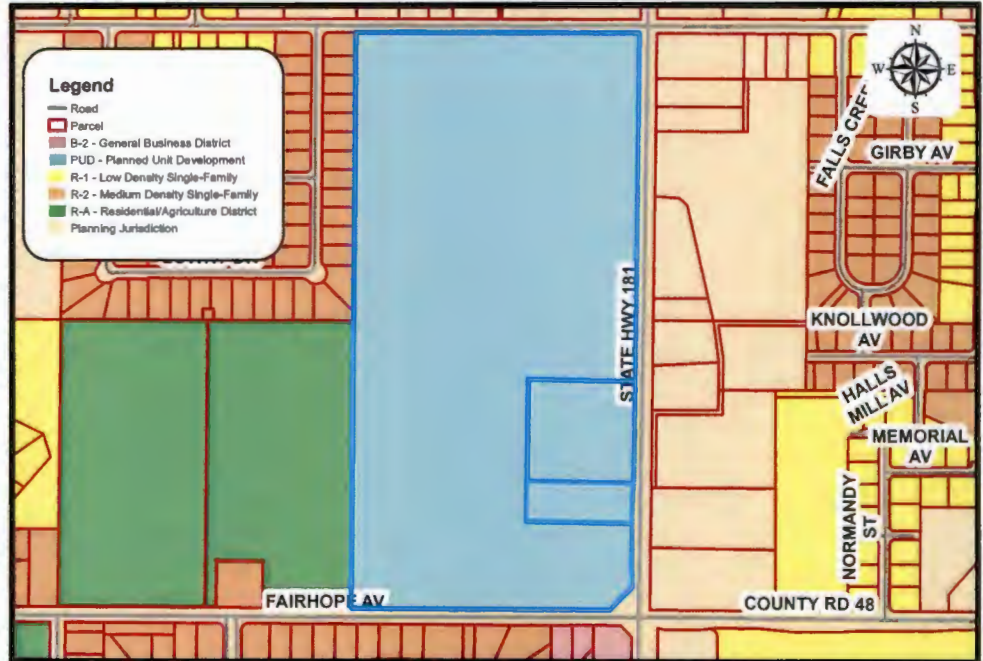 Legend
Road
Parcel
B-2 - General Business District
PUD - Planned Unit Development
R-1 - Low Density Single-Family
R-2 - Medium Density Single-Family
R-A - Residential/Agriculture District
Planning Jurisdiction
N
W
E
S
FALLS CREE
GIRBY AV
STATE HWY 181
KNOLLWOOD
AV
HALLS
MILL AV
MEMORIAL
AV
NORMANDY
ST
FAIRHOPE AV
COUNTY RD 48